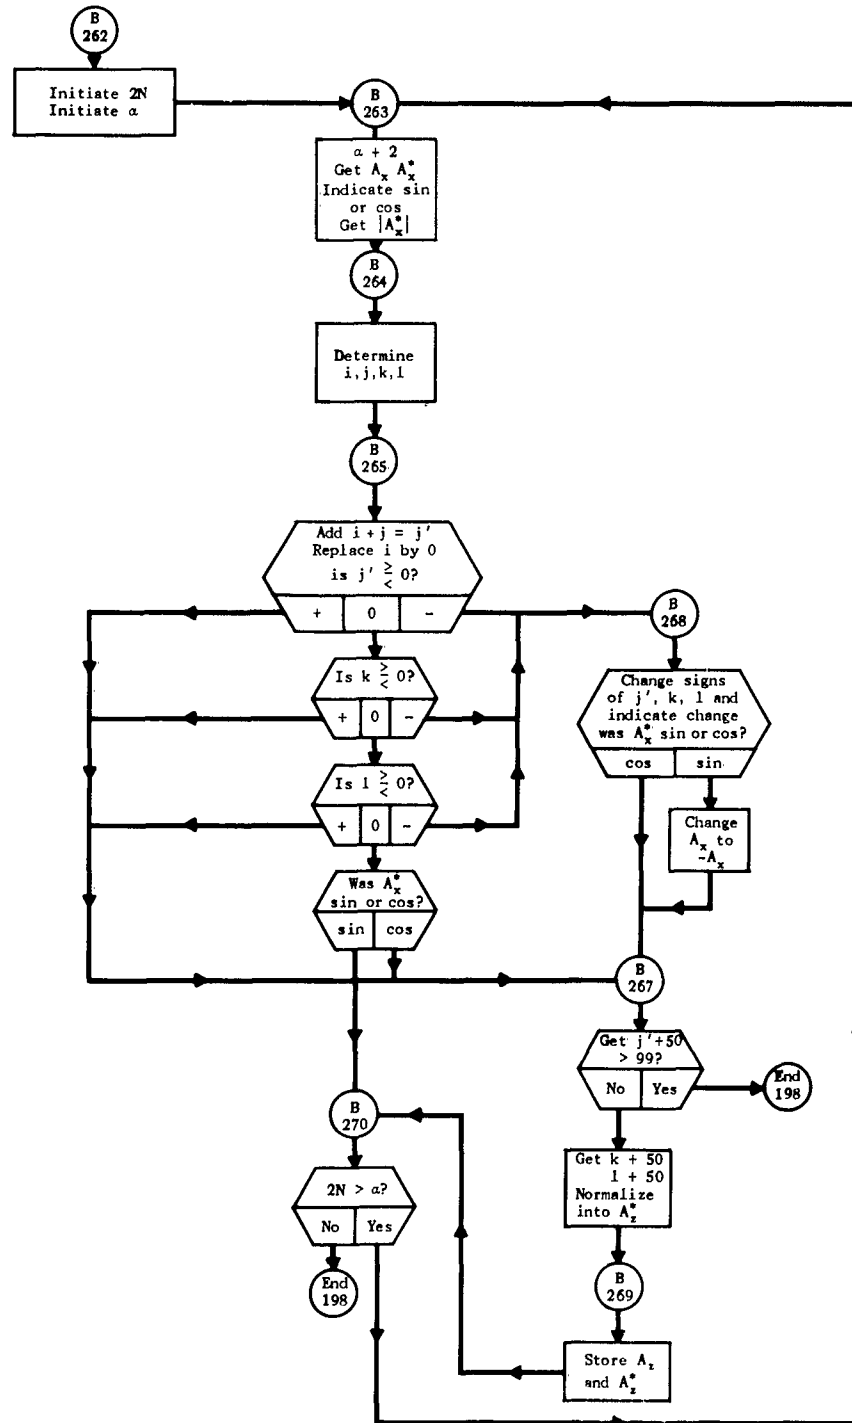 B
262
Initiate 2N
Initiate α
B
263
α + 2
Get A_x A_x^*
Indicate sin
or cos
Get |A_x^*|
B
264
Determine
i,j,k,l
B
265
Add i + j = j'
Replace i by 0
is j' ≷ 0?
+ 0 -
B
268
Is k ≷ 0?
+ 0 -
Change signs
of j', k, l and
indicate change
was A_x^* sin or cos?
cos sin
Is l ≷ 0?
+ 0 -
Change
A_x to
-A_x
Was A_x^*
sin or cos?
sin cos
B
267
Get j'+50
> 99?
No Yes
End
198
B
270
Get k + 50
l + 50
Normalize
into A_z^*
2N > α?
No Yes
End
198
B
269
Store A_z
and A_z^*